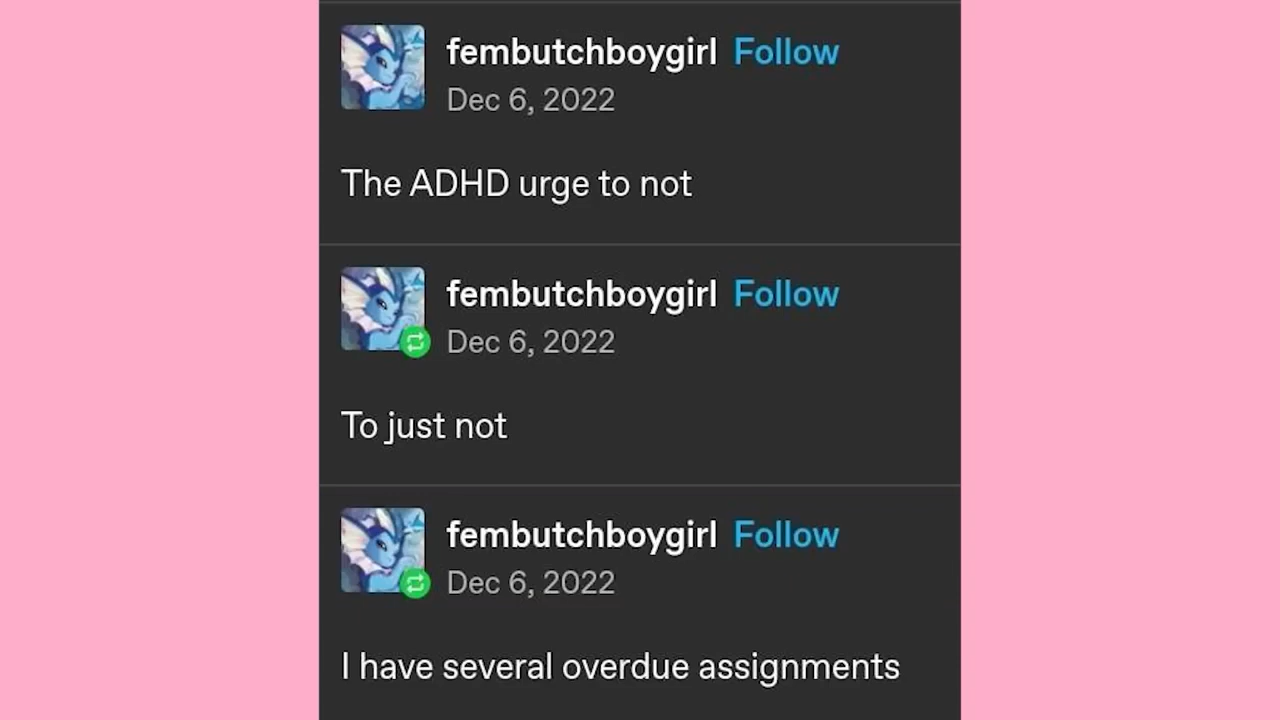 fembutchboygirl Follow
Dec 6, 2022
The ADHD urge to not
fembutchboygirl Follow
Dec 6, 2022
To just not
fembutchboygirl Follow
Dec 6, 2022
I have several overdue assignments